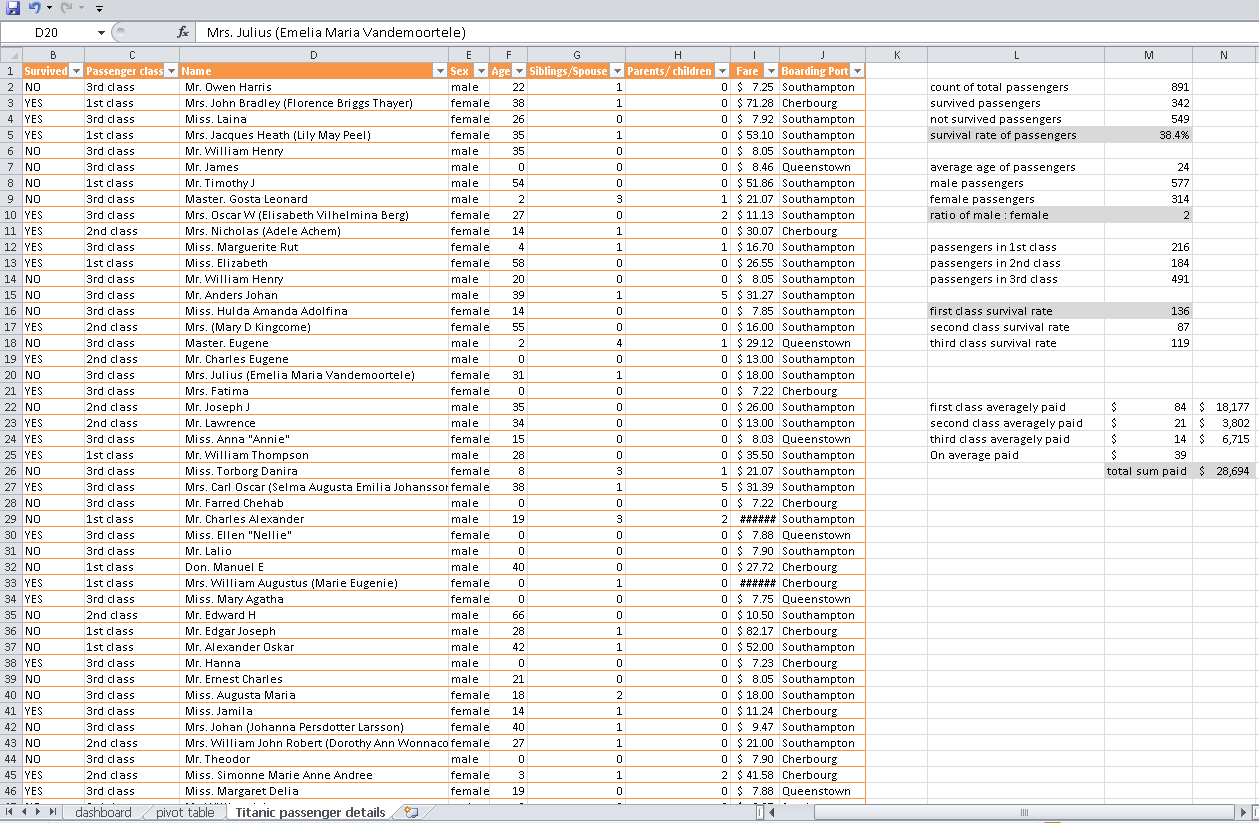 D20 fx Mrs. Julius (Emelia Maria Vandemoortele)
B C D E F G H I J K L M N
1 Survived Passenger class Name Sex Age Siblings/Spouse Parents/ children Fare Boarding Port
2 NO 3rd class Mr. Owen Harris male 22 1 0 $ 7.25 Southampton count of total passengers 891
3 YES 1st class Mrs. John Bradley (Florence Briggs Thayer) female 38 1 0 $ 71.28 Cherbourg survived passengers 342
4 YES 3rd class Miss. Laina female 26 0 0 $ 7.92 Southampton not survived passengers 549
5 YES 1st class Mrs. Jacques Heath (Lily May Peel) female 35 1 0 $ 53.10 Southampton survival rate of passengers 38.4%
6 NO 3rd class Mr. William Henry male 35 0 0 $ 8.05 Southampton
7 NO 3rd class Mr. James male 0 0 0 $ 8.46 Queenstown average age of passengers 24
8 NO 1st class Mr. Timothy J male 54 0 0 $ 51.86 Southampton male passengers 577
9 NO 3rd class Master. Gosta Leonard male 2 3 1 $ 21.07 Southampton female passengers 314
10 YES 3rd class Mrs. Oscar W (Elisabeth Vilhelmina Berg) female 27 0 2 $ 11.13 Southampton ratio of male : female 2
11 YES 2nd class Mrs. Nicholas (Adele Achem) female 14 1 0 $ 30.07 Cherbourg
12 YES 3rd class Miss. Marguerite Rut female 4 1 1 $ 16.70 Southampton passengers in 1st class 216
13 YES 1st class Miss. Elizabeth female 58 0 0 $ 26.55 Southampton passengers in 2nd class 184
14 NO 3rd class Mr. William Henry male 20 0 0 $ 8.05 Southampton passengers in 3rd class 491
15 NO 3rd class Mr. Anders Johan male 39 1 5 $ 31.27 Southampton
16 NO 3rd class Miss. Hulda Amanda Adolfina female 14 0 0 $ 7.85 Southampton first class survival rate 136
17 YES 2nd class Mrs. (Mary D Kingcome) female 55 0 0 $ 16.00 Southampton second class survival rate 87
18 NO 3rd class Master. Eugene male 2 4 1 $ 29.12 Queenstown third class survival rate 119
19 YES 2nd class Mr. Charles Eugene male 0 0 0 $ 13.00 Southampton
20 NO 3rd class Mrs. Julius (Emelia Maria Vandemoortele) female 31 1 0 $ 18.00 Southampton
21 YES 3rd class Mrs. Fatima female 0 0 0 $ 7.22 Cherbourg
22 NO 2nd class Mr. Joseph J male 35 0 0 $ 26.00 Southampton first class averagely paid $ 84 $ 18,177
23 YES 2nd class Mr. Lawrence male 34 0 0 $ 13.00 Southampton second class averagely paid $ 21 $ 3,802
24 YES 3rd class Miss. Anna "Annie" female 15 0 0 $ 8.03 Queenstown third class averagely paid $ 14 $ 6,715
25 YES 1st class Mr. William Thompson male 28 0 0 $ 35.50 Southampton On average paid $ 39
26 NO 3rd class Miss. Torborg Danira female 8 3 1 $ 21.07 Southampton total sum paid $ 28,694
27 YES 3rd class Mrs. Carl Oscar (Selma Augusta Emilia Johansson female 38 1 5 $ 31.39 Southampton
28 NO 3rd class Mr. Farred Chehab male 0 0 0 $ 7.22 Cherbourg
29 NO 1st class Mr. Charles Alexander male 19 3 2 ###### Southampton
30 YES 3rd class Miss. Ellen "Nellie" female 0 0 0 $ 7.88 Queenstown
31 NO 3rd class Mr. Lalio male 0 0 0 $ 7.90 Southampton
32 NO 1st class Don. Manuel E male 40 0 0 $ 27.72 Cherbourg
33 YES 1st class Mrs. William Augustus (Marie Eugenie) female 0 1 0 ###### Cherbourg
34 YES 3rd class Miss. Mary Agatha female 0 0 0 $ 7.75 Queenstown
35 NO 2nd class Mr. Edward H male 66 0 0 $ 10.50 Southampton
36 NO 1st class Mr. Edgar Joseph male 28 1 0 $ 82.17 Cherbourg
37 NO 1st class Mr. Alexander Oskar male 42 1 0 $ 52.00 Southampton
38 YES 3rd class Mr. Hanna male 0 0 0 $ 7.23 Cherbourg
39 NO 3rd class Mr. Ernest Charles male 21 0 0 $ 8.05 Southampton
40 NO 3rd class Miss. Augusta Maria female 18 2 0 $ 18.00 Southampton
41 YES 3rd class Miss. Jamila female 14 1 0 $ 11.24 Cherbourg
42 NO 3rd class Mrs. Johan (Johanna Persdotter Larsson) female 40 1 0 $ 9.47 Southampton
43 NO 2nd class Mrs. William John Robert (Dorothy Ann Wonnaco female 27 1 0 $ 21.00 Southampton
44 NO 3rd class Mr. Theodor male 0 0 0 $ 7.90 Cherbourg
45 YES 2nd class Miss. Simonne Marie Anne Andree female 3 1 2 $ 41.58 Cherbourg
46 YES 3rd class Miss. Margaret Delia female 19 0 0 $ 7.88 Queenstown
dashboard pivot table Titanic passenger details